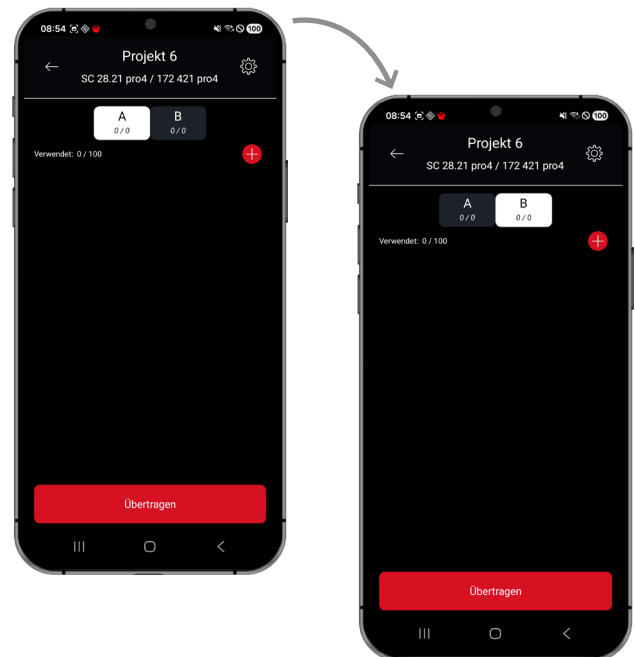 08:54 100
Projekt 6
SC 28.21 pro4 / 172 421 pro4
A B
0 / 0 0 / 0
Verwendet: 0 / 100
Übertragen
08:54 100
Projekt 6
SC 28.21 pro4 / 172 421 pro4
A B
0 / 0 0 / 0
Verwendet: 0 / 100
Übertragen